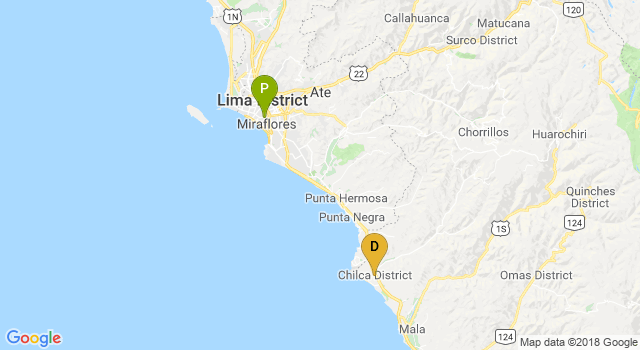 Callahuanca
Matucana
1N
120
Surco District
22
Ate
P
Lima District
Miraflores
Chorrillos
Huarochiri
Punta Hermosa
Quinches
District
Punta Negra
124
1S
D
Chilca District
Omas District
124
Mala
Google
Map data ©2018 Google